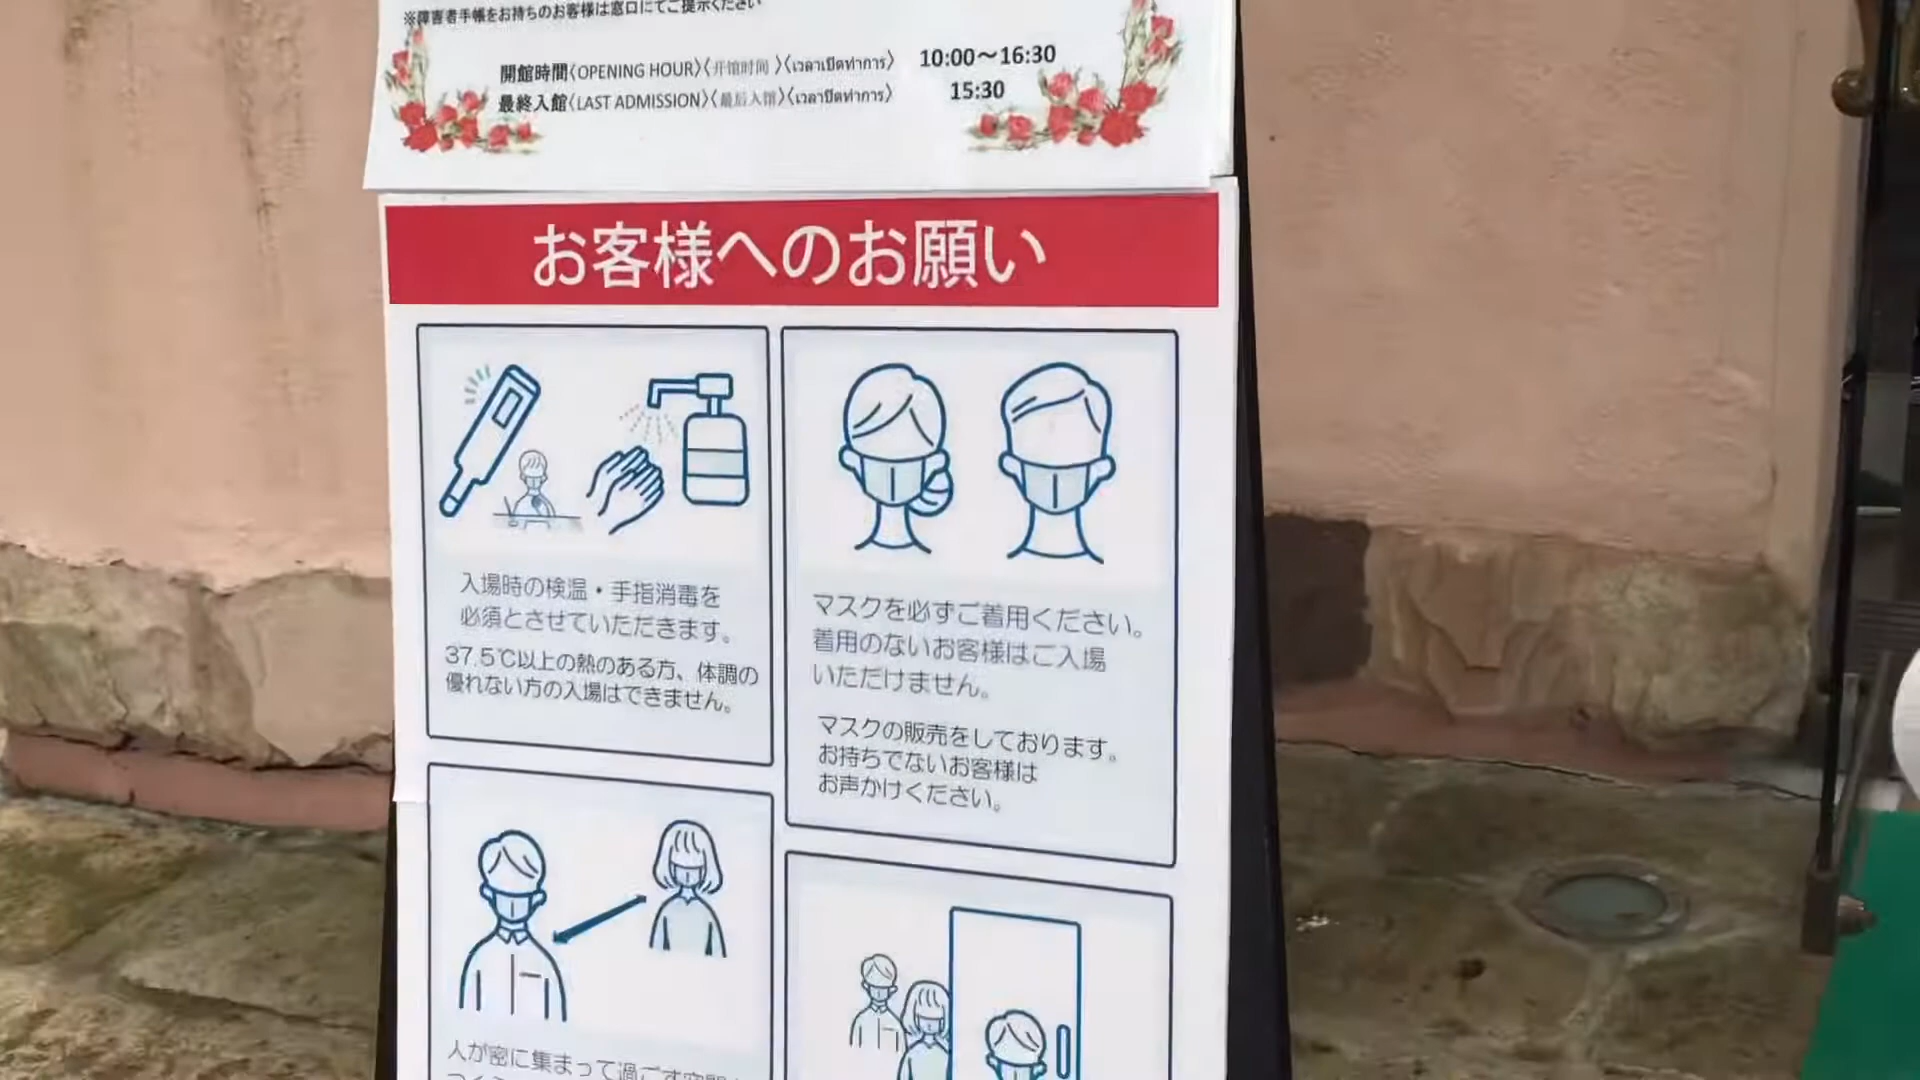 ※障害者手帳をお持ちのお客様は窓口にてご提示ください
開館時間〈OPENING HOUR〉〈开馆时间 〉〈เวลาเปิดทำการ〉 10:00～16:30
最終入館〈LAST ADMISSION〉〈最后入馆〉〈เวลาปิดทำการ〉 15:30
お客様へのお願い
入場時の検温・手指消毒を
必須とさせていただきます。
37.5℃以上の熱のある方、体調の
優れない方の入場はできません。
マスクを必ずご着用ください。
着用のないお客様はご入場
いただけません。
マスクの販売をしております。
お持ちでないお客様は
お声かけください。
人が密に集まって過ごす空間